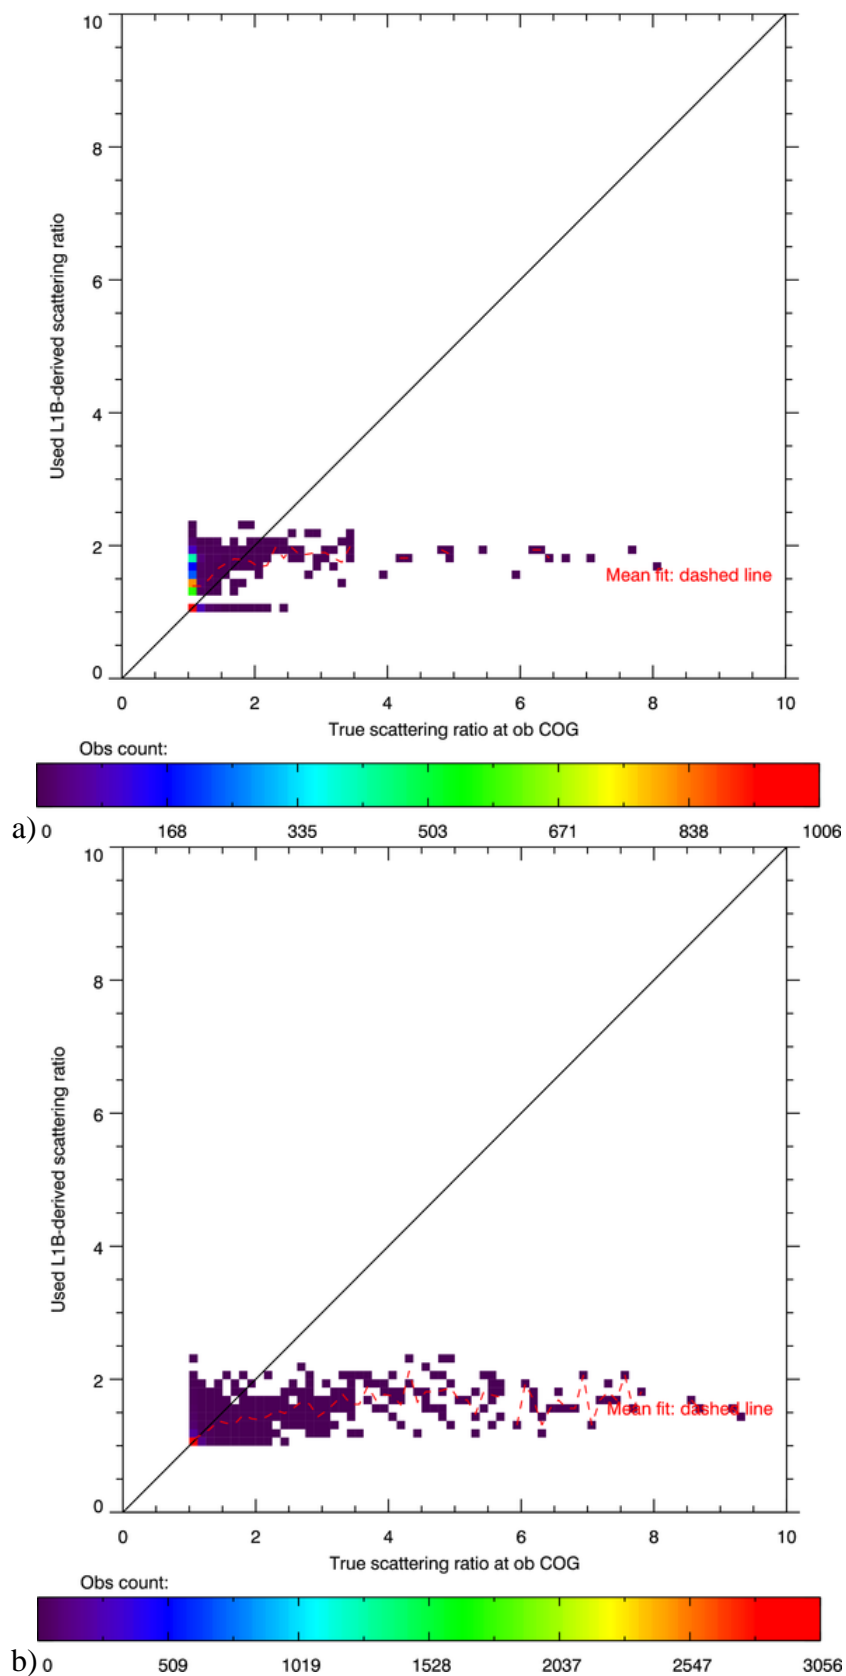 10
8
6
4
2
0
Used L1B-derived scattering ratio
Mean fit: dashed line
0 2 4 6 8 10
True scattering ratio at ob COG
Obs count:
a) 0 168 335 503 671 838 1006
10
8
6
4
2
0
Used L1B-derived scattering ratio
Mean fit: dashed line
0 2 4 6 8 10
True scattering ratio at ob COG
Obs count:
b) 0 509 1019 1528 2037 2547 3056